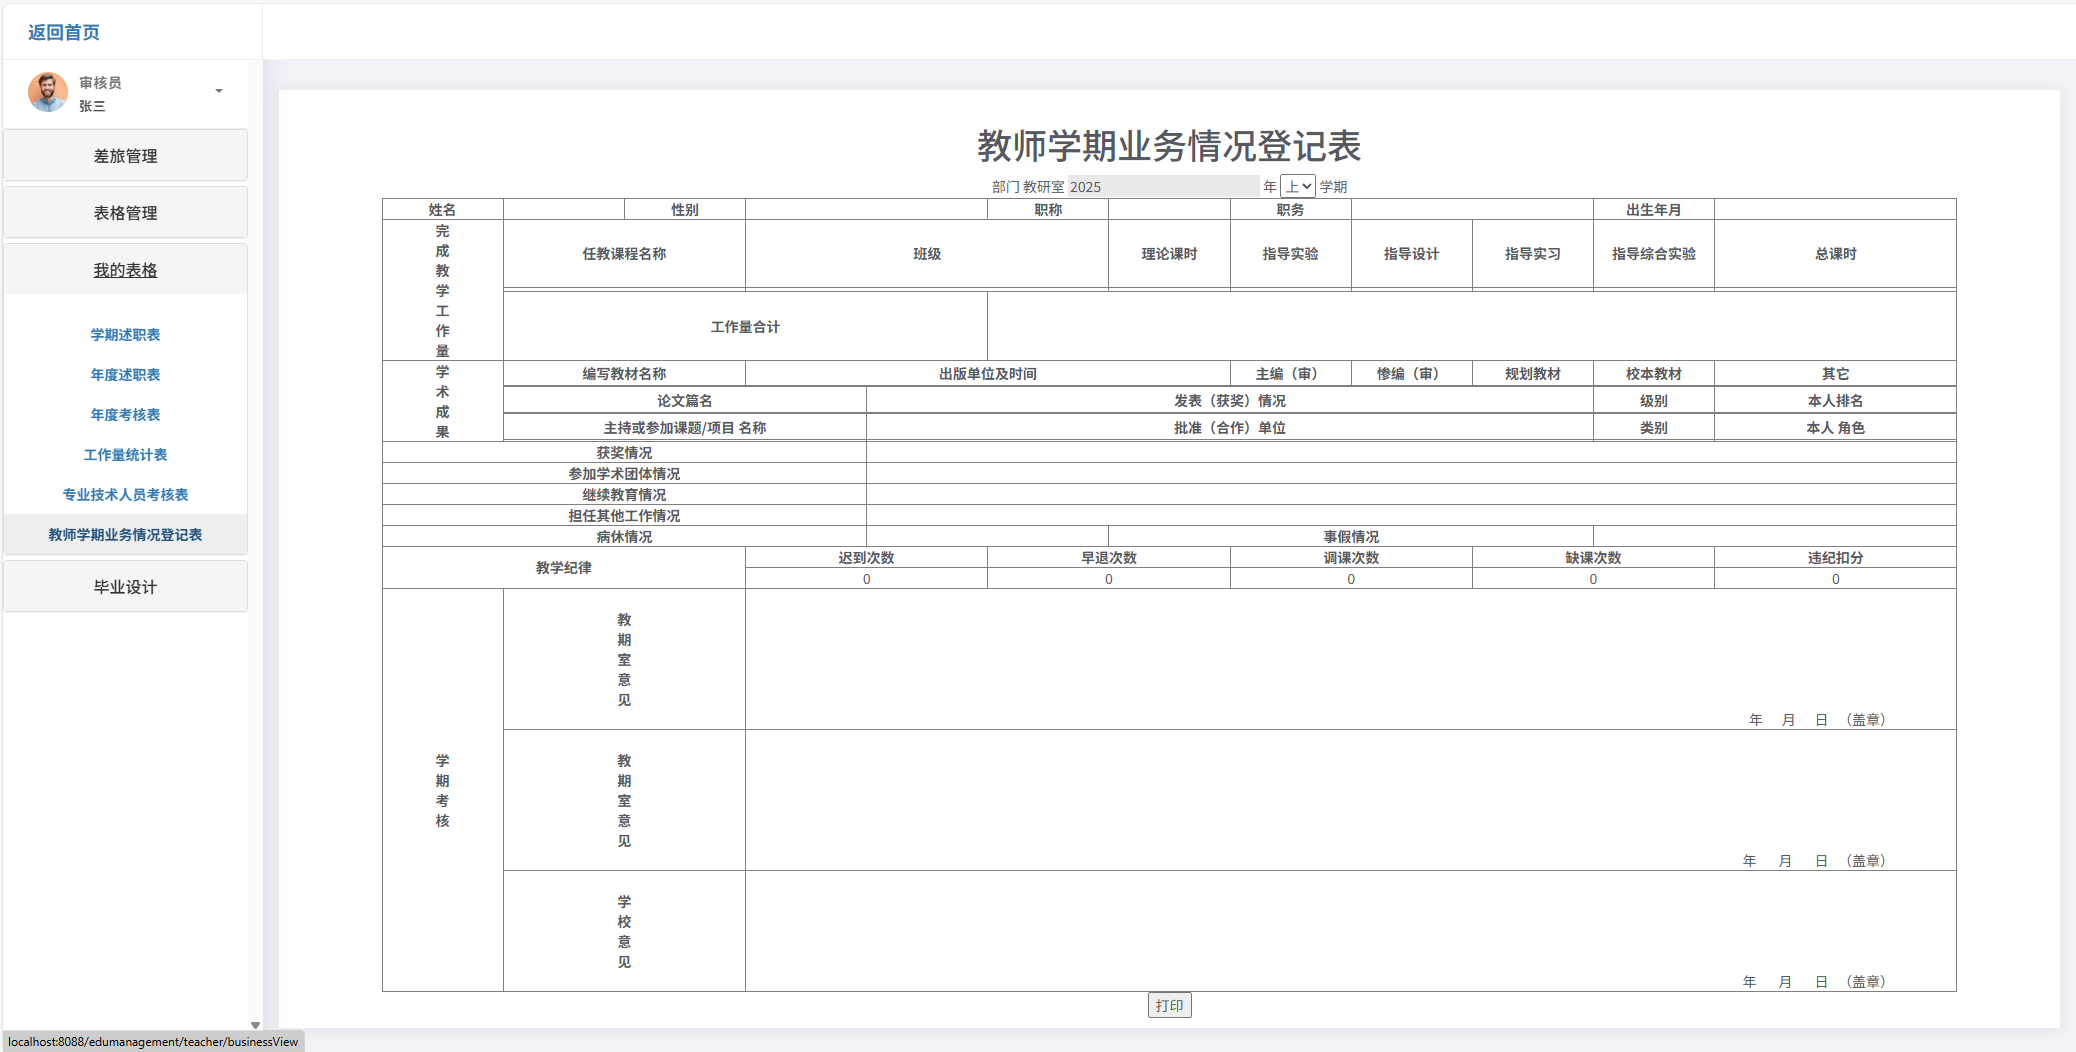 返回首页
审核员
张三
差旅管理
表格管理
我的表格
学期述职表
年度述职表
年度考核表
工作量统计表
专业技术人员考核表
教师学期业务情况登记表
毕业设计
教师学期业务情况登记表
部门 教研室 2025 年 上 学期
姓名 性别 职称 职务 出生年月
完成教学工作量
任教课程名称 班级 理论课时 指导实验 指导设计 指导实习 指导综合实验 总课时
工作量合计
学术成果
编写教材名称 出版单位及时间 主编（审） 惨编（审） 规划教材 校本教材 其它
论文篇名 发表（获奖）情况 级别 本人排名
主持或参加课题/项目 名称 批准（合作）单位 类别 本人 角色
获奖情况
参加学术团体情况
继续教育情况
担任其他工作情况
病休情况 事假情况
教学纪律 迟到次数 早退次数 调课次数 缺课次数 违纪扣分
0 0 0 0 0
学期考核
教期室意见
年 月 日 （盖章）
教期室意见
年 月 日 （盖章）
学校意见
年 月 日 （盖章）
打印
localhost:8088/edumanagement/teacher/businessView